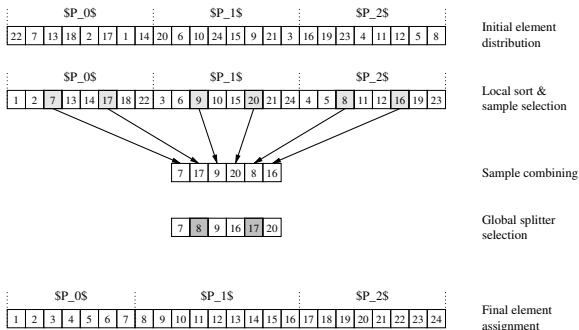 $P_0$ $P_1$ $P_2$
22 7 13 18 2 17 1 14 20 6 10 24 15 9 21 3 16 19 23 4 11 12 5 8
Initial element
distribution
$P_0$ $P_1$ $P_2$
1 2 7 13 14 17 18 22 3 6 9 10 15 20 21 24 4 5 8 11 12 16 19 23
Local sort &
sample selection
7 17 9 20 8 16
Sample combining
7 8 9 16 17 20
Global splitter
selection
$P_0$ $P_1$ $P_2$
1 2 3 4 5 6 7 8 9 10 11 12 13 14 15 16 17 18 19 20 21 22 23 24
Final element
assignment